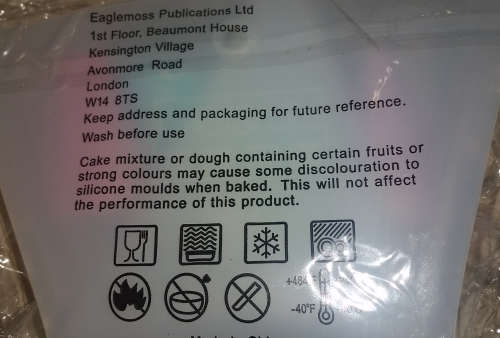 Eaglemoss Publications Ltd
1st Floor, Beaumont House
Kensington Village
Avonmore Road
London
W14 8TS
Keep address and packaging for future reference.
Wash before use
Cake mixture or dough containing certain fruits or
strong colours may cause some discolouration to
silicone moulds when baked. This will not affect
the performance of this product.
+484°F
-40°F